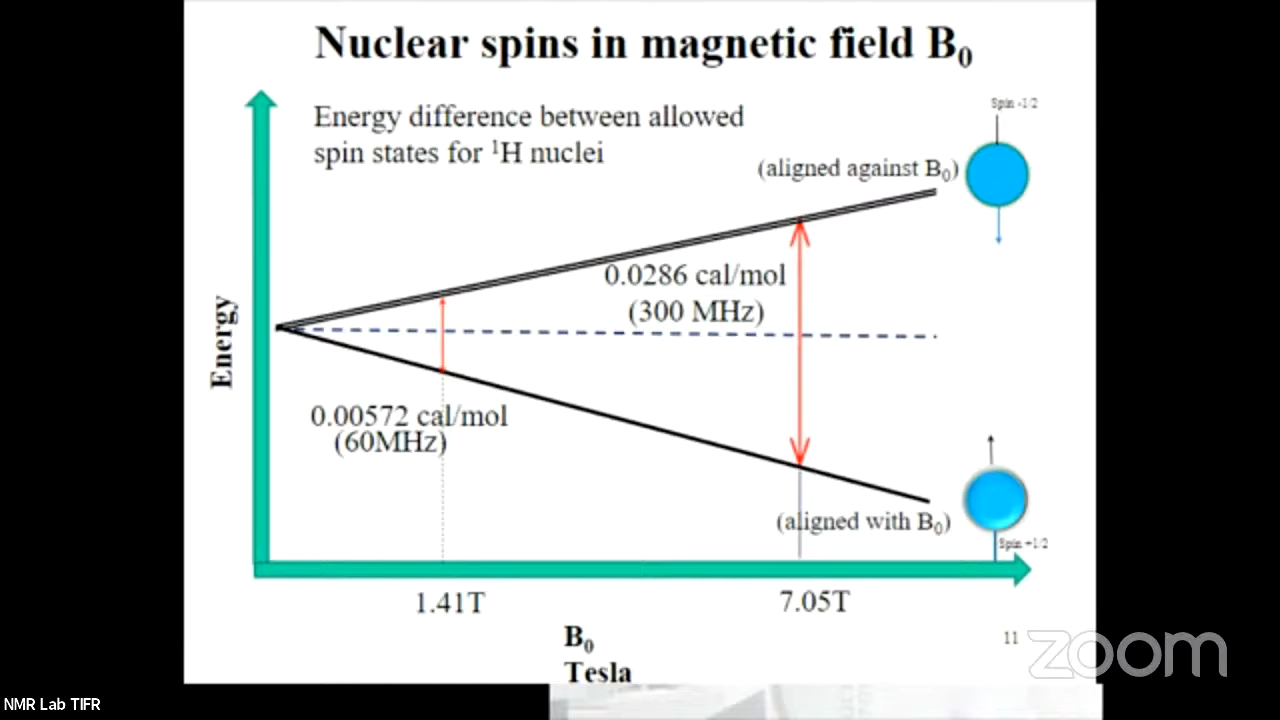 Nuclear spins in magnetic field B₀
Energy difference between allowed
spin states for ¹H nuclei
Spin -1/2
(aligned against B₀)
0.0286 cal/mol
(300 MHz)
Energy
0.00572 cal/mol
(60MHz)
(aligned with B₀)
Spin +1/2
1.41T
7.05T
B₀
Tesla
11
zoom
NMR Lab TIFR